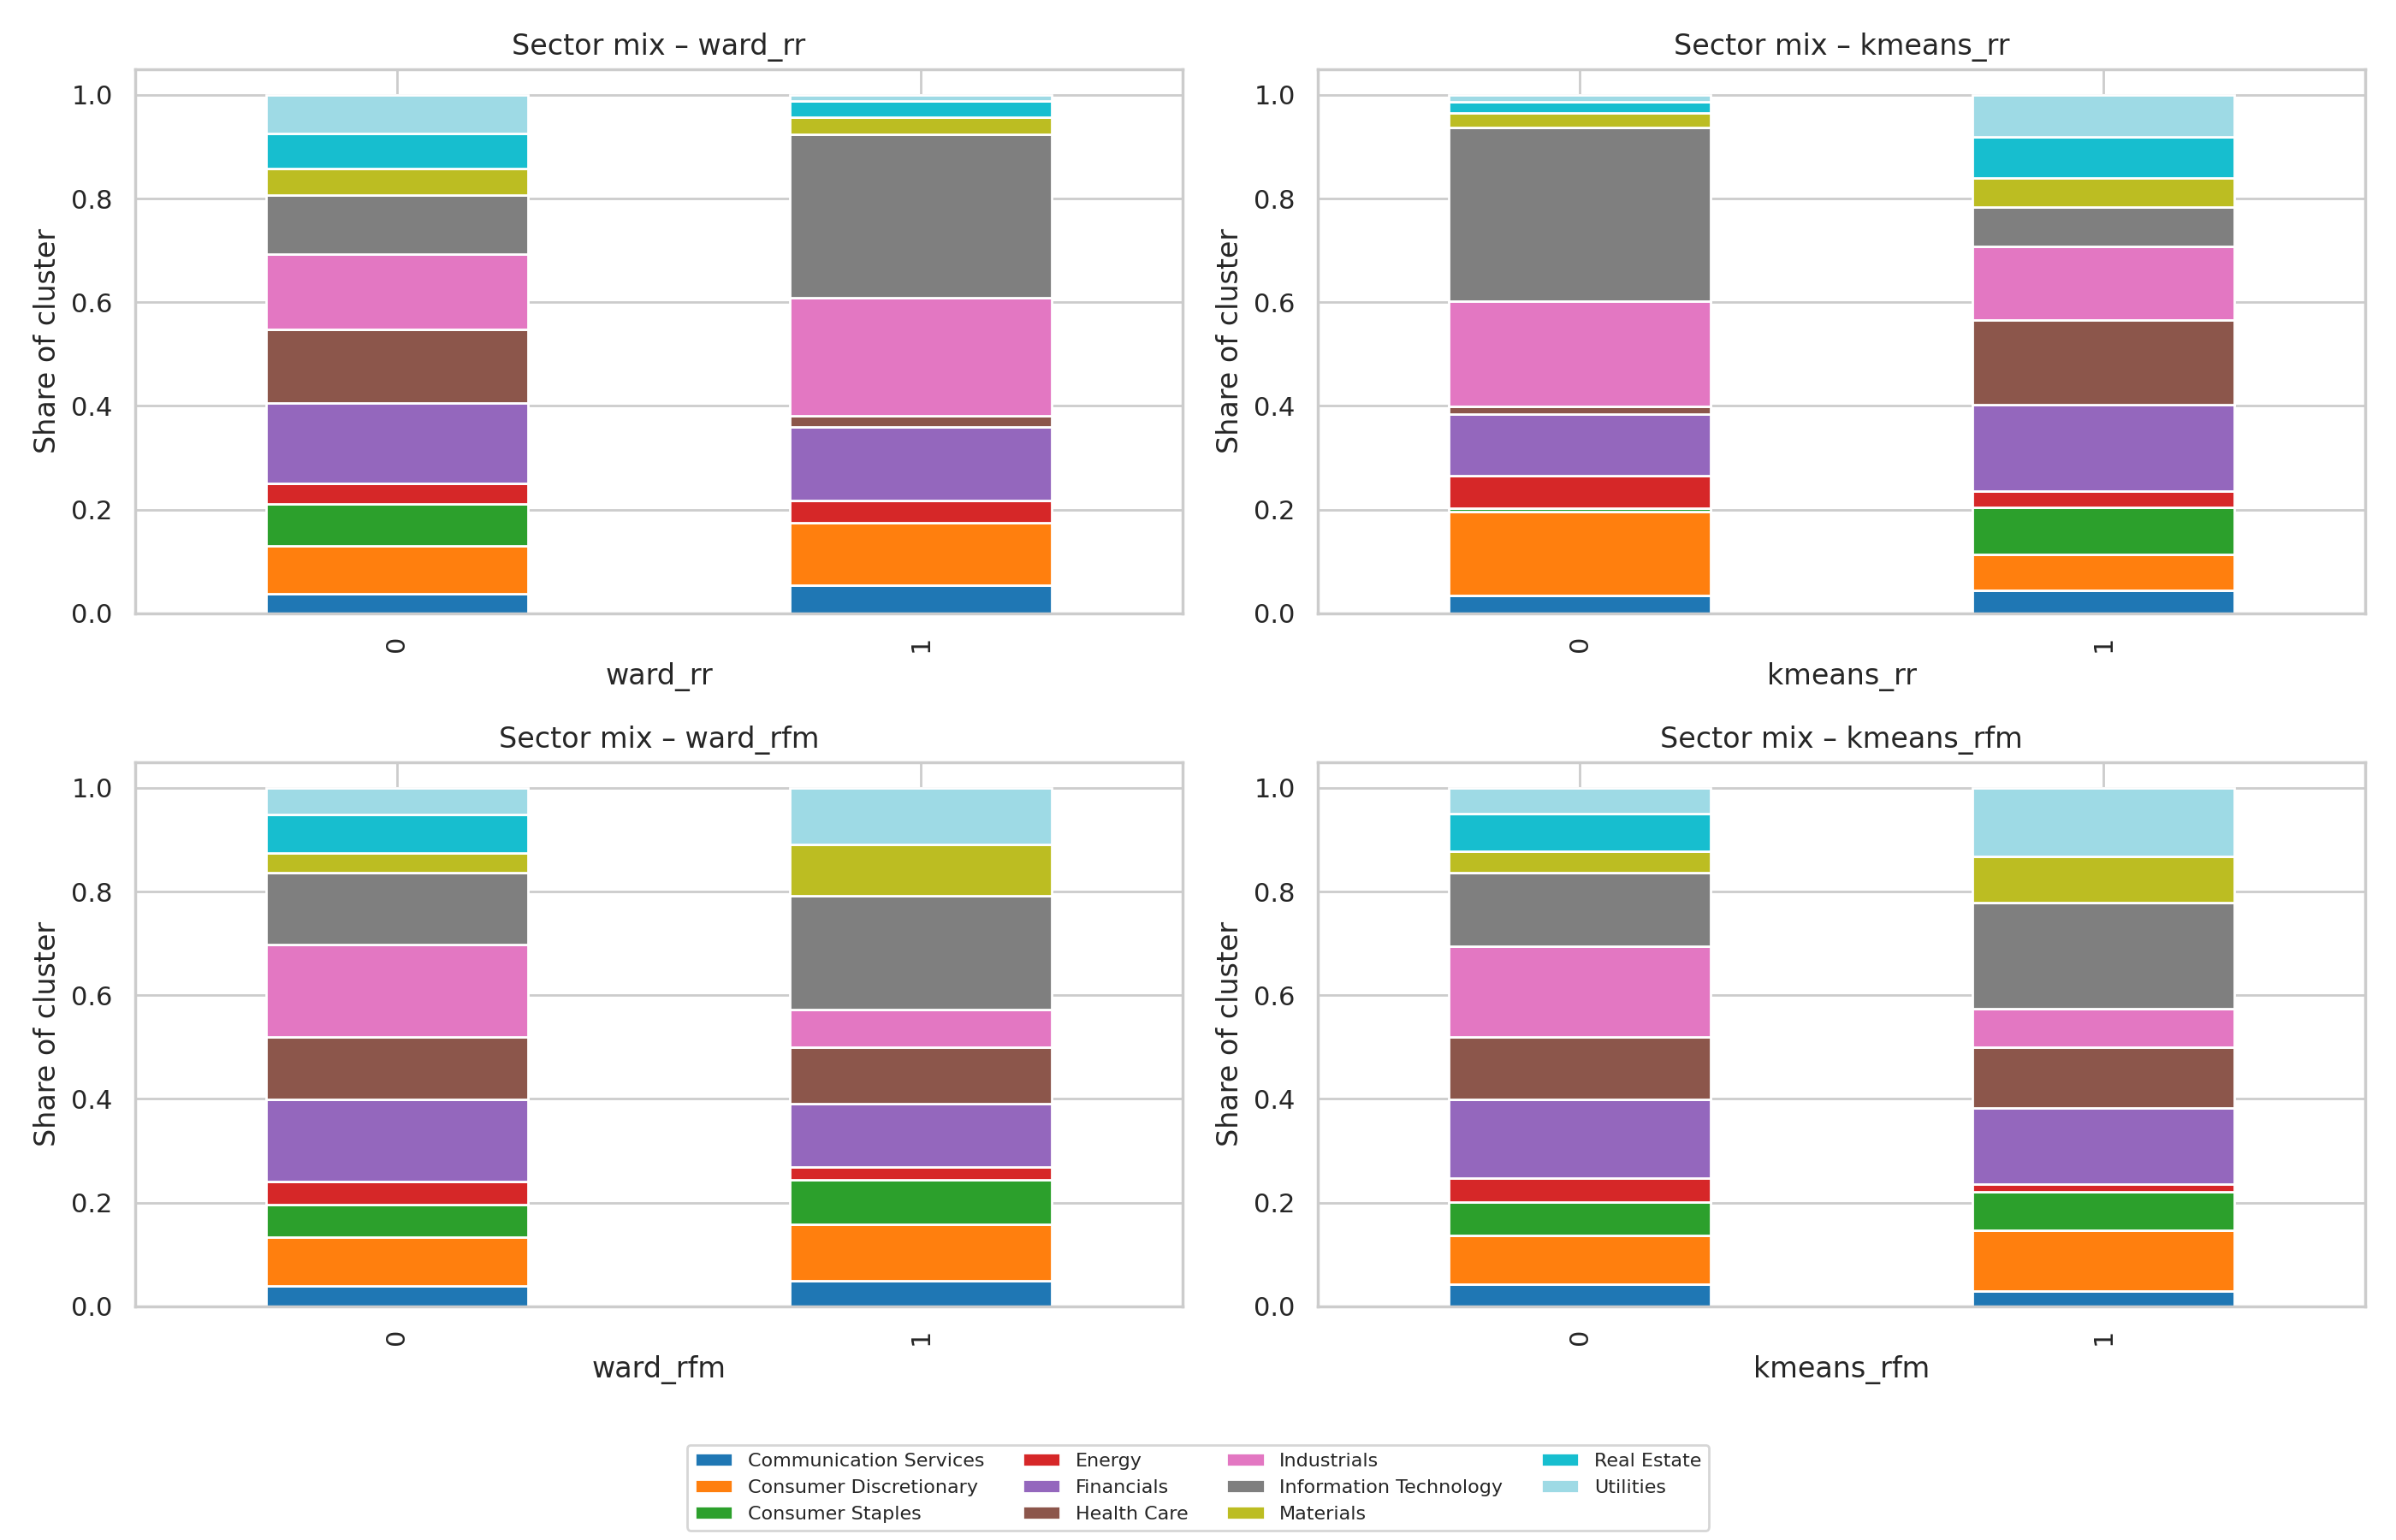 Sector mix – ward_rr
1.0
0.8
0.6
0.4
0.2
0.0
Share of cluster
0
1
ward_rr
Sector mix – kmeans_rr
1.0
0.8
0.6
0.4
0.2
0.0
Share of cluster
0
1
kmeans_rr
Sector mix – ward_rfm
1.0
0.8
0.6
0.4
0.2
0.0
Share of cluster
0
1
ward_rfm
Sector mix – kmeans_rfm
1.0
0.8
0.6
0.4
0.2
0.0
Share of cluster
0
1
kmeans_rfm
Communication Services
Consumer Discretionary
Consumer Staples
Energy
Financials
Health Care
Industrials
Information Technology
Materials
Real Estate
Utilities